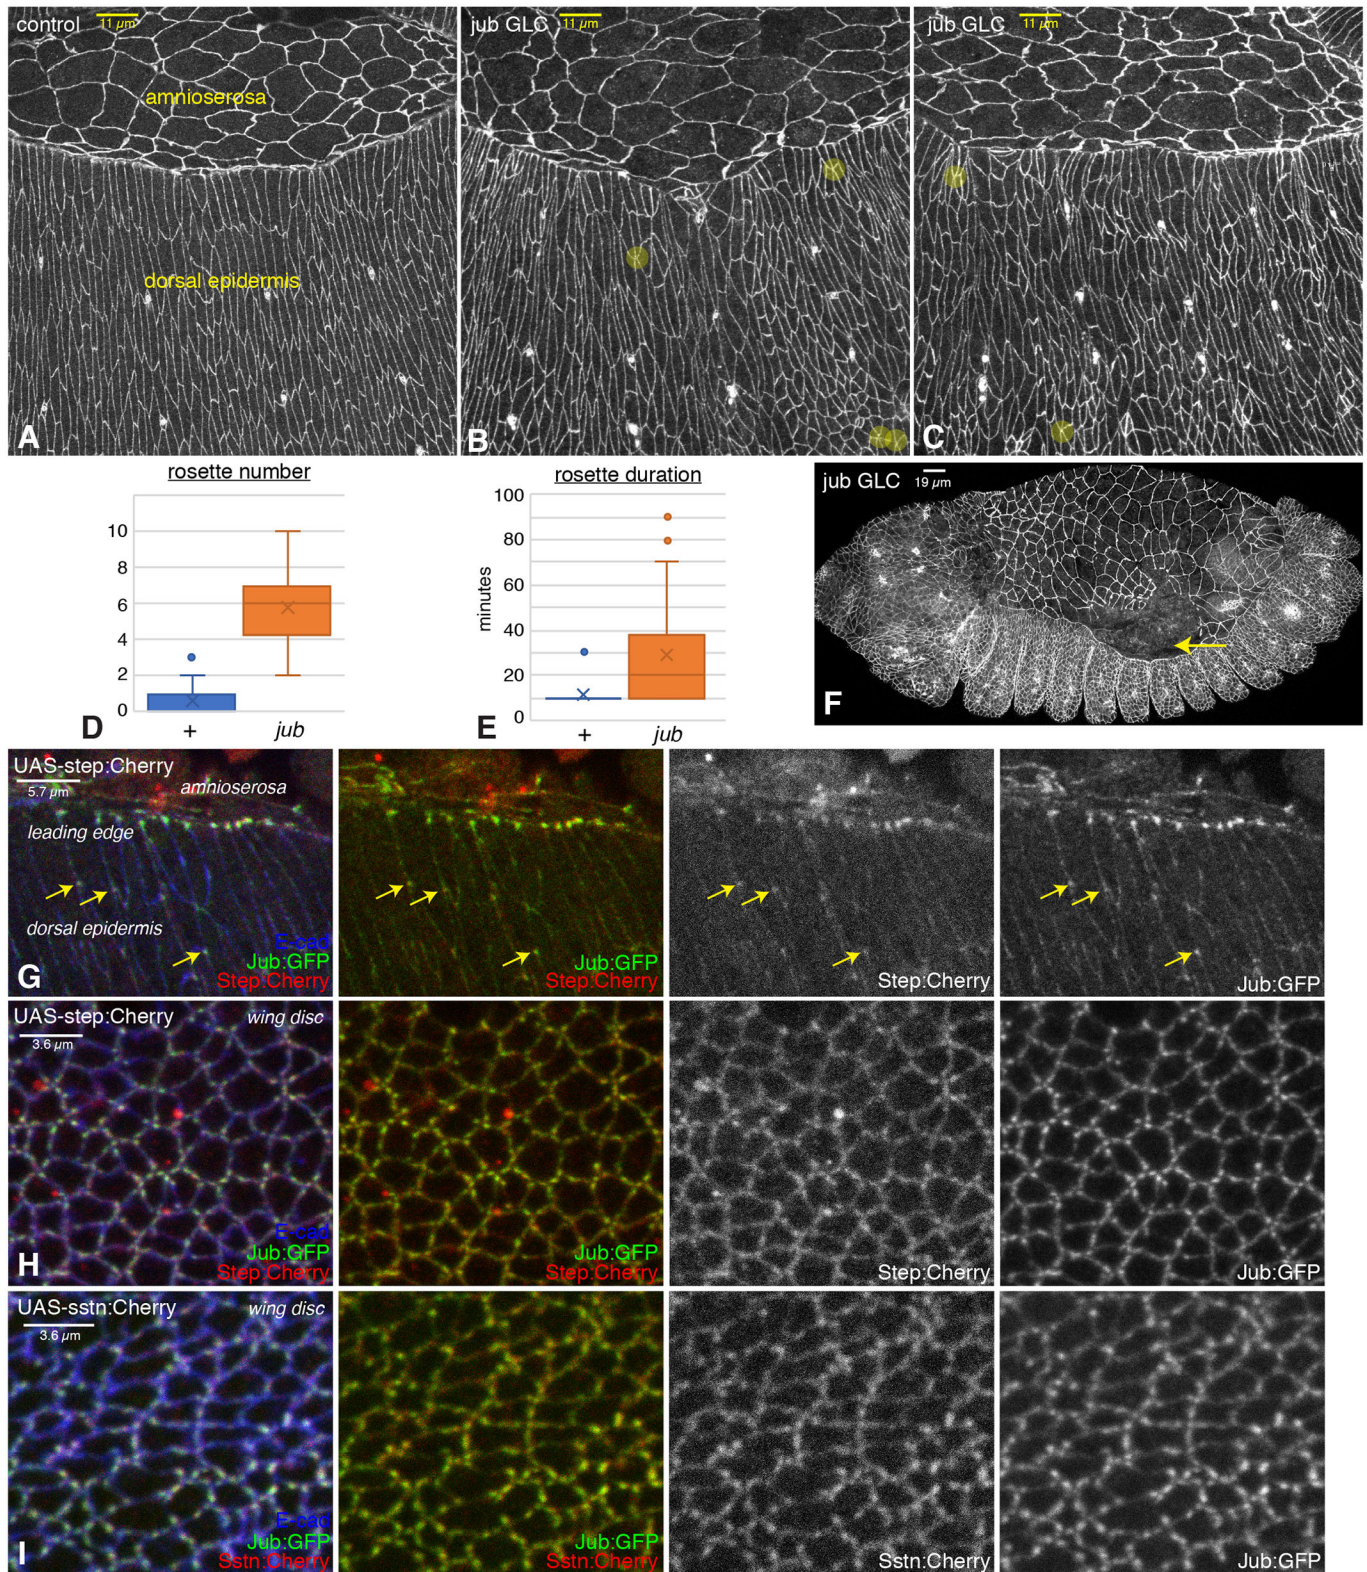 control
11 µm
jub GLC
11 µm
jub GLC
11 µm
amnioserosa
dorsal epidermis
A
B
C
rosette number
10
8
6
4
2
0
+
jub
D
rosette duration
minutes
100
80
60
40
20
0
+
jub
E
jub GLC
19 µm
F
UAS-step:Cherry
5.7 µm
amnioserosa
leading edge
dorsal epidermis
E-cad
Jub:GFP
Step:Cherry
G
Jub:GFP
Step:Cherry
Step:Cherry
Jub:GFP
UAS-step:Cherry
wing disc
3.6 µm
E-cad
Jub:GFP
Step:Cherry
H
Jub:GFP
Step:Cherry
Step:Cherry
Jub:GFP
UAS-sstn:Cherry
wing disc
3.6 µm
E-cad
Jub:GFP
Sstn:Cherry
I
Jub:GFP
Sstn:Cherry
Sstn:Cherry
Jub:GFP